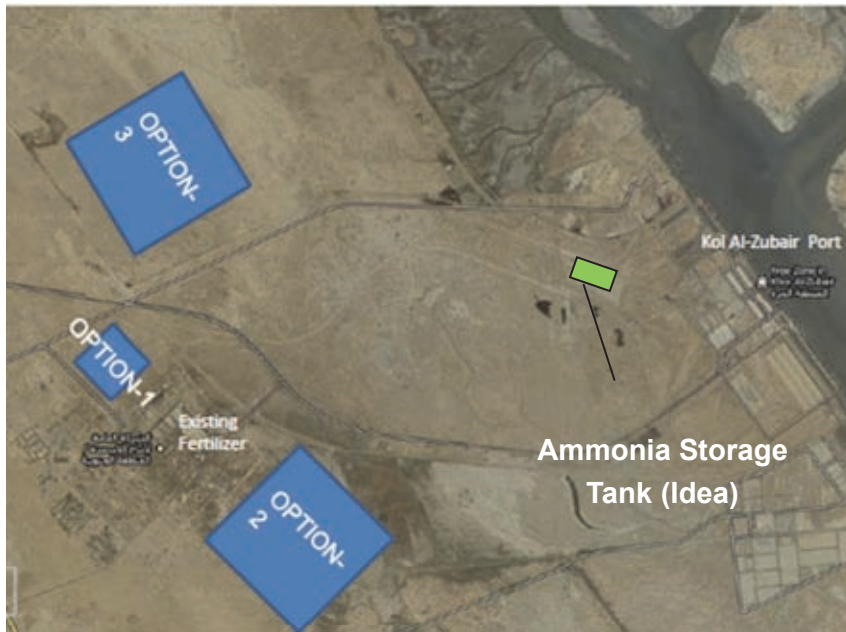 OPTION-
3
Kol Al-Zubair Port
OPTION-1
Existing
Fertilizer
Ammonia Storage
Tank (Idea)
OPTION-
2